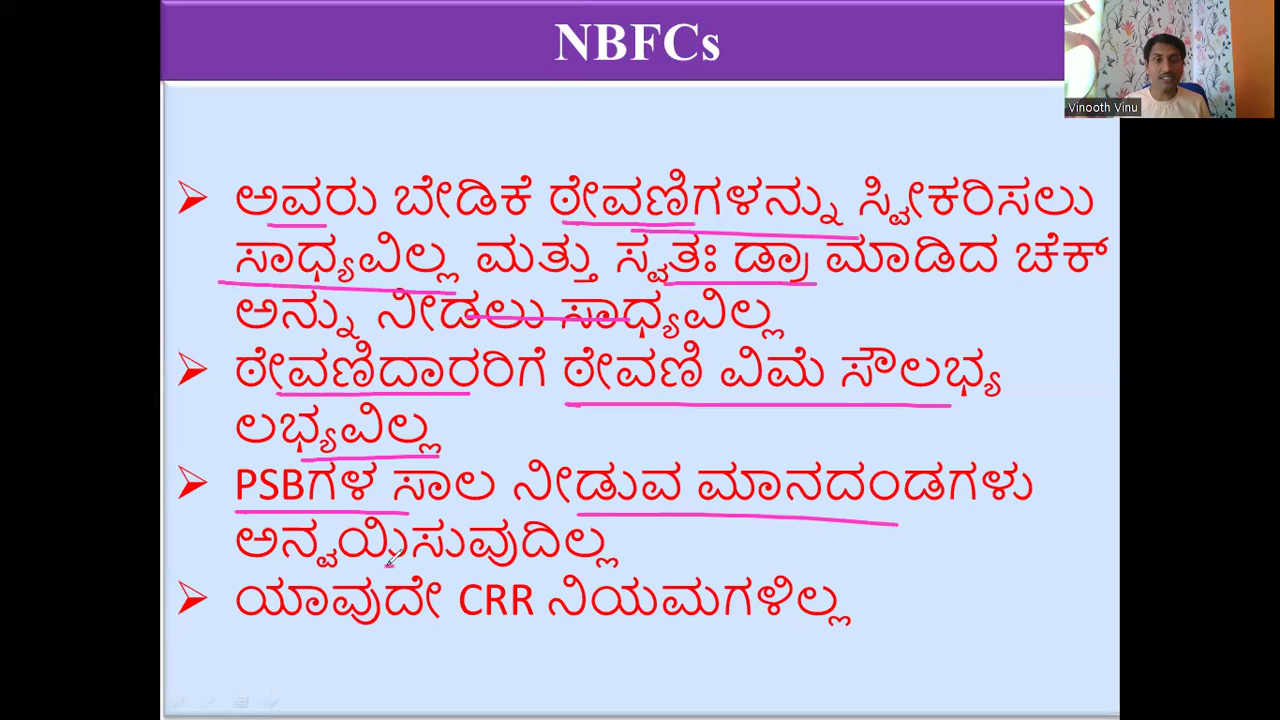 NBFCs
Vinooth Vinu
ಅವರು ಬೇಡಿಕೆ ಠೇವಣಿಗಳನ್ನು ಸ್ವೀಕರಿಸಲು
ಸಾಧ್ಯವಿಲ್ಲ ಮತ್ತು ಸ್ವತಃ ಡ್ರಾ ಮಾಡಿದ ಚೆಕ್
ಅನ್ನು ನೀಡಲು ಸಾಧ್ಯವಿಲ್ಲ
ಠೇವಣಿದಾರರಿಗೆ ಠೇವಣಿ ವಿಮೆ ಸೌಲಭ್ಯ
ಲಭ್ಯವಿಲ್ಲ
PSBಗಳ ಸಾಲ ನೀಡುವ ಮಾನದಂಡಗಳು
ಅನ್ವಯಿಸುವುದಿಲ್ಲ
ಯಾವುದೇ CRR ನಿಯಮಗಳಿಲ್ಲ